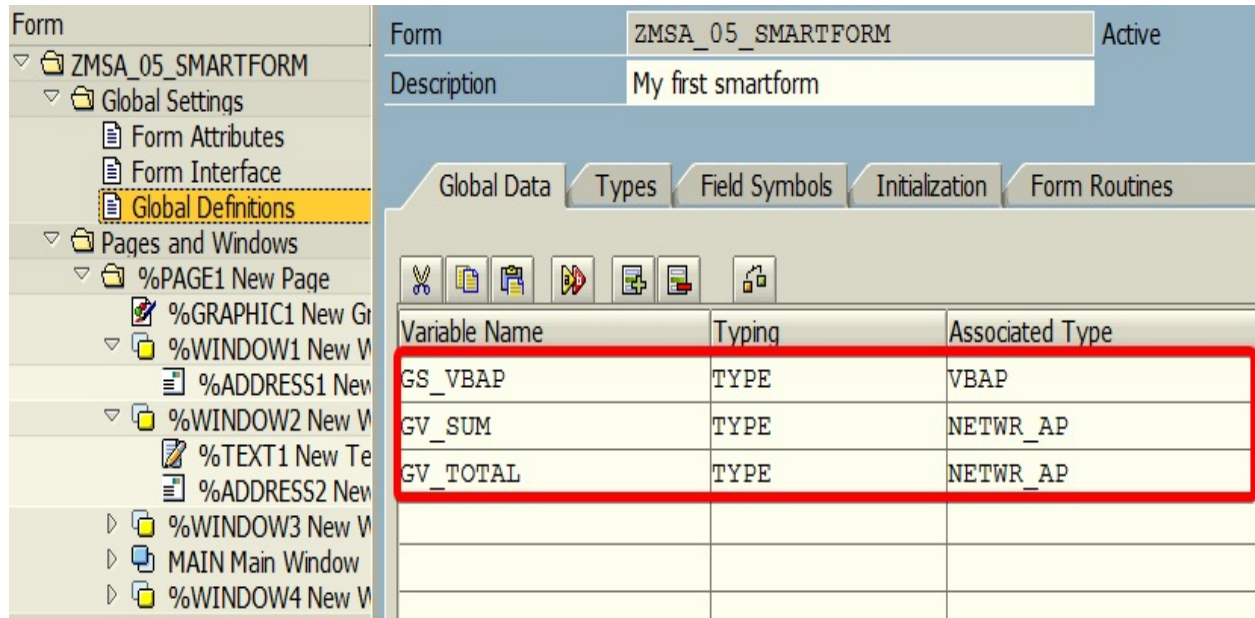 Form
ZMSA_05_SMARTFORM
Global Settings
Form Attributes
Form Interface
Global Definitions
Pages and Windows
%PAGE1 New Page
%GRAPHIC1 New Gr
%WINDOW1 New W
%ADDRESS1 New
%WINDOW2 New W
%TEXT1 New Te
%ADDRESS2 New
%WINDOW3 New W
MAIN Main Window
%WINDOW4 New W
Form ZMSA_05_SMARTFORM Active
Description My first smartform
Global Data Types Field Symbols Initialization Form Routines
Variable Name Typing Associated Type
GS_VBAP TYPE VBAP
GV_SUM TYPE NETWR_AP
GV_TOTAL TYPE NETWR_AP